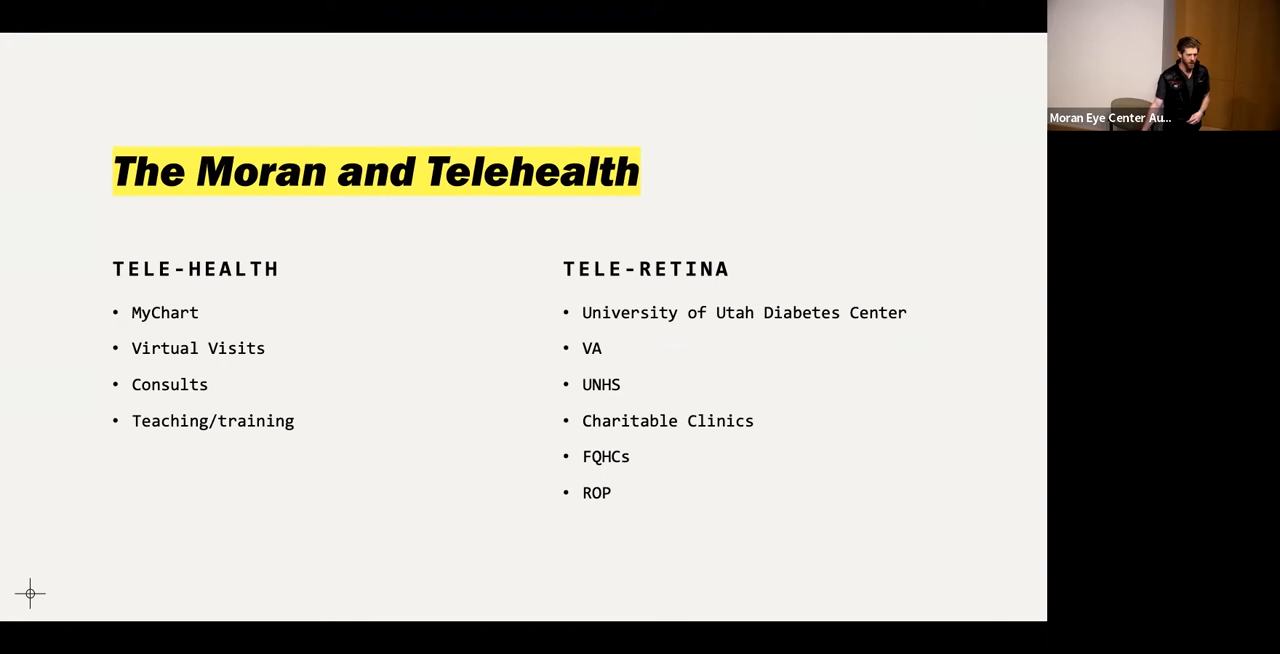 The Moran and Telehealth
TELE-HEALTH
• MyChart
• Virtual Visits
• Consults
• Teaching/training
TELE-RETINA
• University of Utah Diabetes Center
• VA
• UNHS
• Charitable Clinics
• FQHCs
• ROP
Moran Eye Center Au...